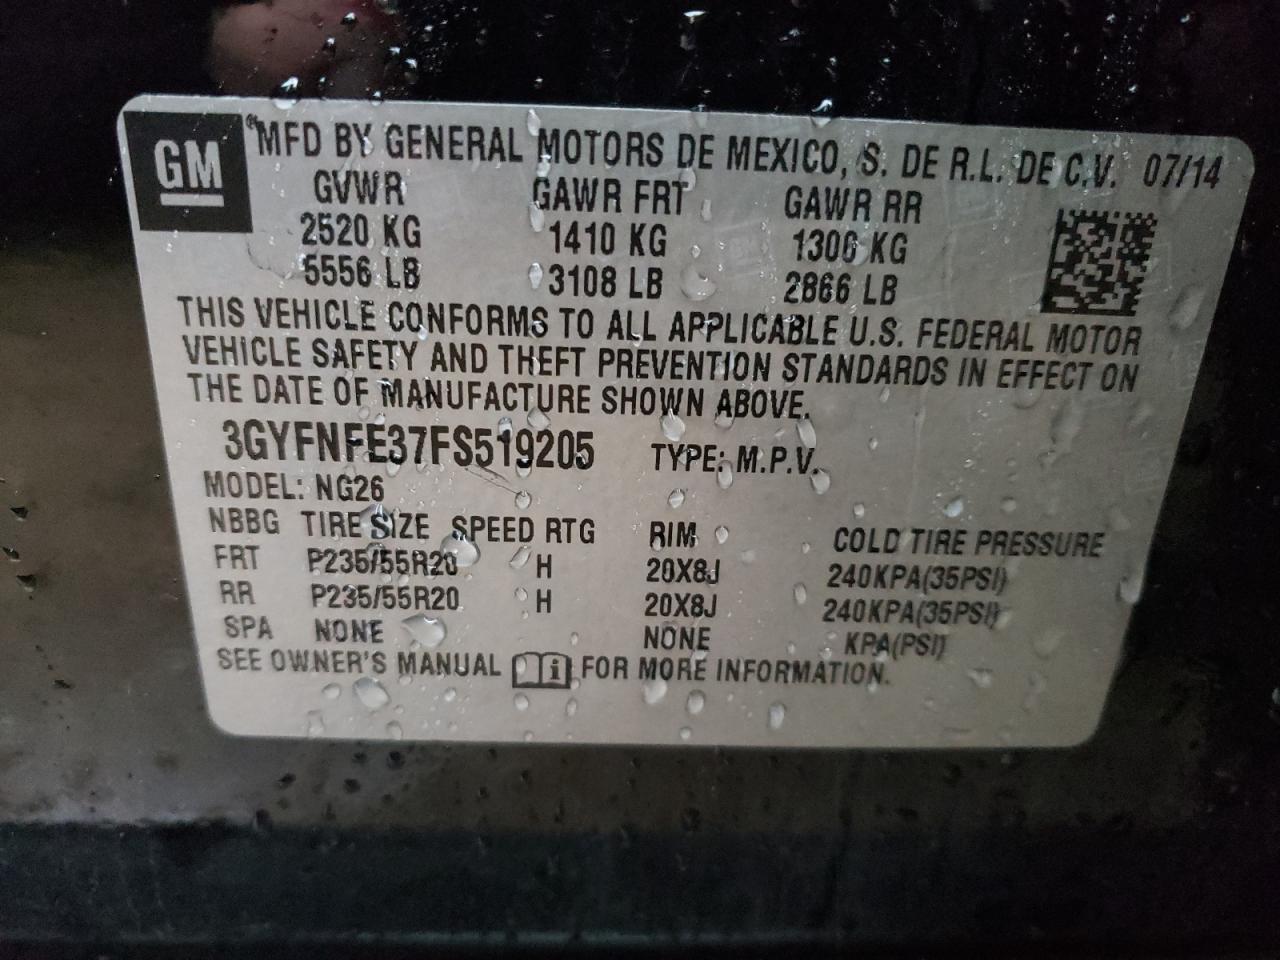 GM
®MFD BY GENERAL MOTORS DE MEXICO, S. DE R.L. DE C.V. 07/14
GVWR GAWR FRT GAWR RR
2520 KG 1410 KG 1300 KG
5556 LB 3108 LB 2866 LB
THIS VEHICLE CONFORMS TO ALL APPLICABLE U.S. FEDERAL MOTOR
VEHICLE SAFETY AND THEFT PREVENTION STANDARDS IN EFFECT ON
THE DATE OF MANUFACTURE SHOWN ABOVE.
3GYFNFE37FS519205 TYPE: M.P.V.
MODEL: NG26
NBBG TIRE SIZE SPEED RTG RIM COLD TIRE PRESSURE
FRT P235/55R20 H 20X8J 240KPA(35PSI)
RR P235/55R20 H 20X8J 240KPA(35PSI)
SPA NONE NONE KPA(PSI)
SEE OWNER'S MANUAL i FOR MORE INFORMATION.